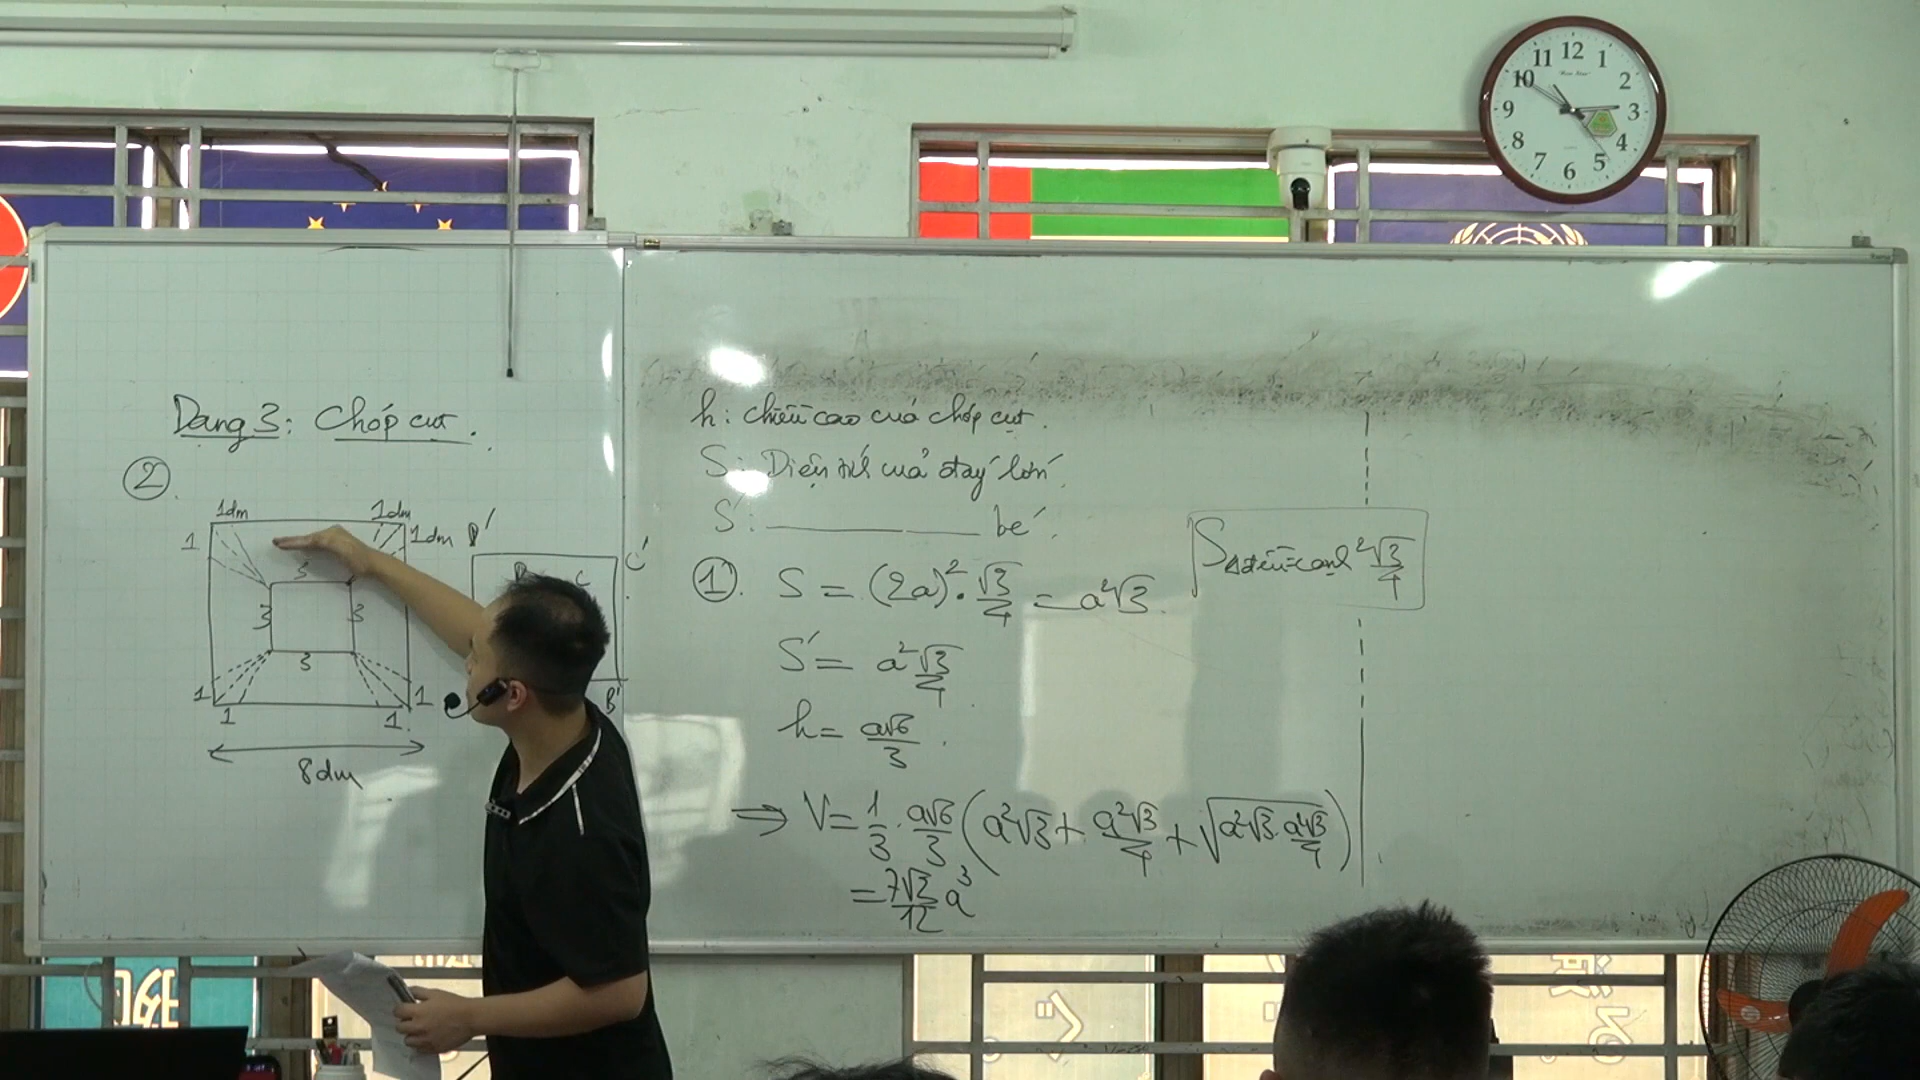 Dạng 3: Chóp cụt.
②.
1dm 1dm
1 1dm
3
3 3
3
1 1
1 1
8dm
D' C'
B C
B'
h: chiều cao của chóp cụt.
S: Diện tích của đáy lớn.
S': ――――――― bé.
① S = (2a)². √3/4 = a²√3.
S△đều = cạnh² √3/4
S' = a²√3/4.
h = a√6/3.
⇒ V = 1/3 . a√6/3 (a²√3 + a²√3/4 + √(a²√3 . a²√3/4))
= 7√2/12 a³
12
11 1
10 2
9 3
8 4
7 5
6